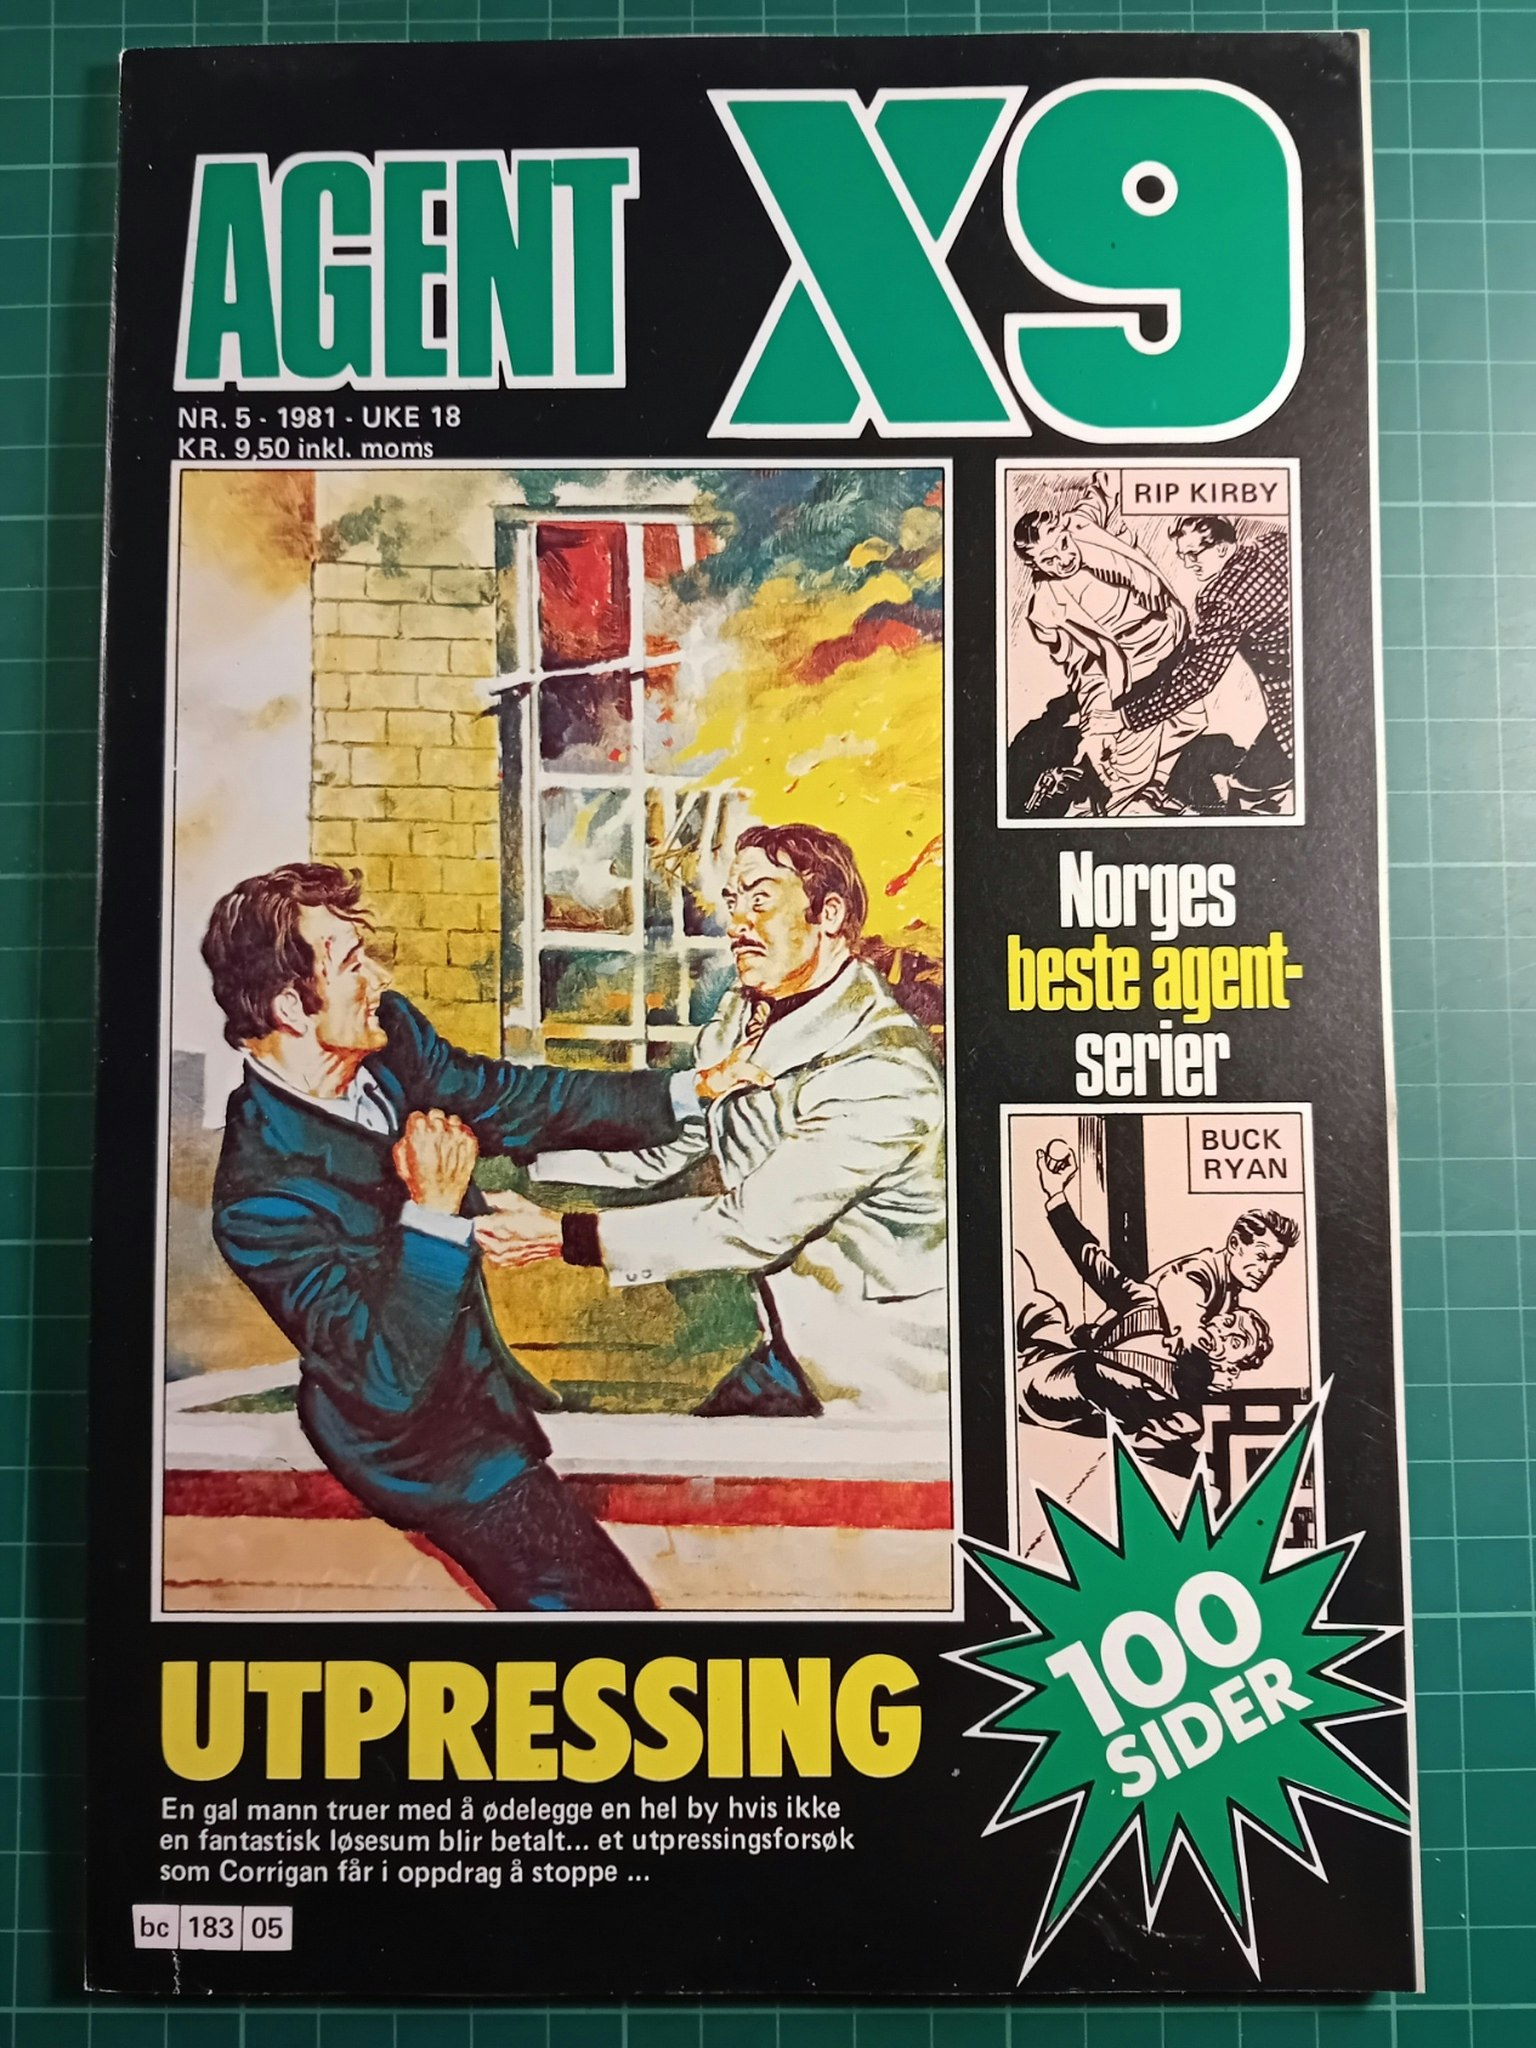 AGENT X9
NR. 5 - 1981 - UKE 18
KR. 9,50 inkl. moms
RIP KIRBY
Norges
beste agent-
serier
BUCK
RYAN
100
SIDER
UTPRESSING
En gal mann truer med å ødelegge en hel by hvis ikke
en fantastisk løsesum blir betalt... et utpressingsforsøk
som Corrigan får i oppdrag å stoppe ...
bc 183 05